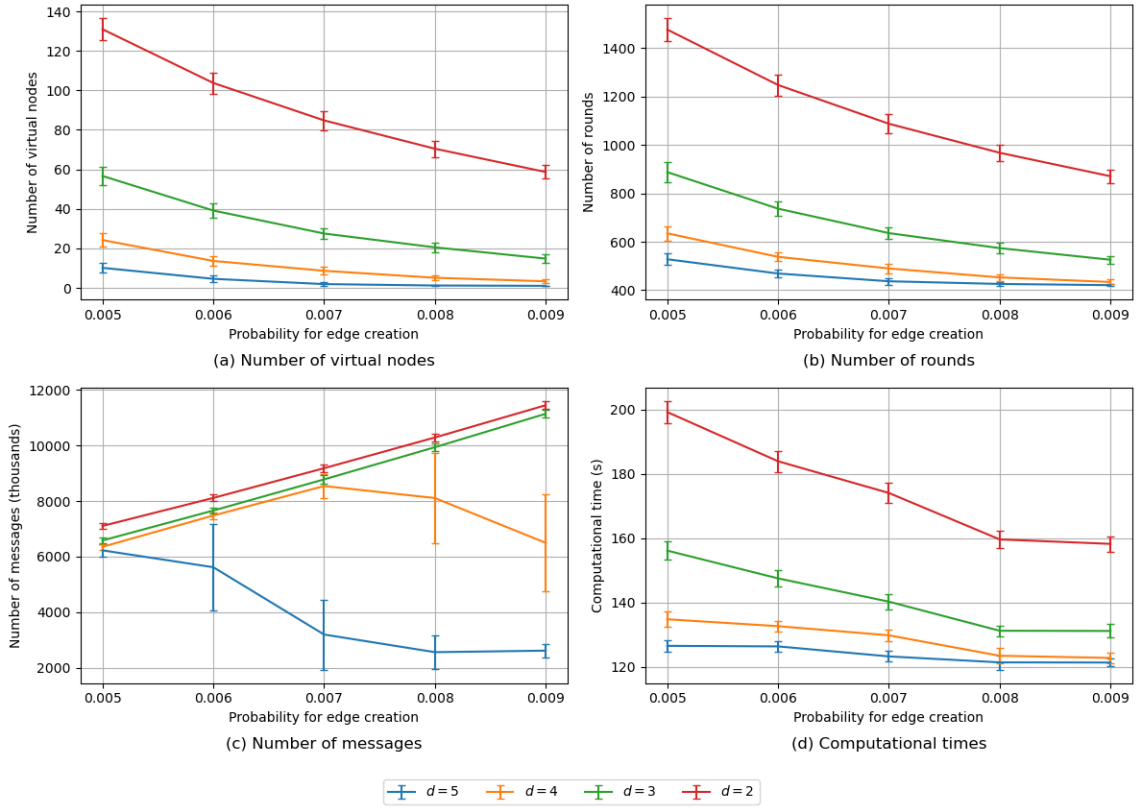 140
120
100
80
60
40
20
0
Number of virtual nodes
0.005 0.006 0.007 0.008 0.009
Probability for edge creation
(a) Number of virtual nodes
1400
1200
1000
800
600
400
Number of rounds
0.005 0.006 0.007 0.008 0.009
Probability for edge creation
(b) Number of rounds
12000
10000
8000
6000
4000
2000
Number of messages (thousands)
0.005 0.006 0.007 0.008 0.009
Probability for edge creation
(c) Number of messages
200
180
160
140
120
Computational time (s)
0.005 0.006 0.007 0.008 0.009
Probability for edge creation
(d) Computational times
d = 5 d = 4 d = 3 d = 2